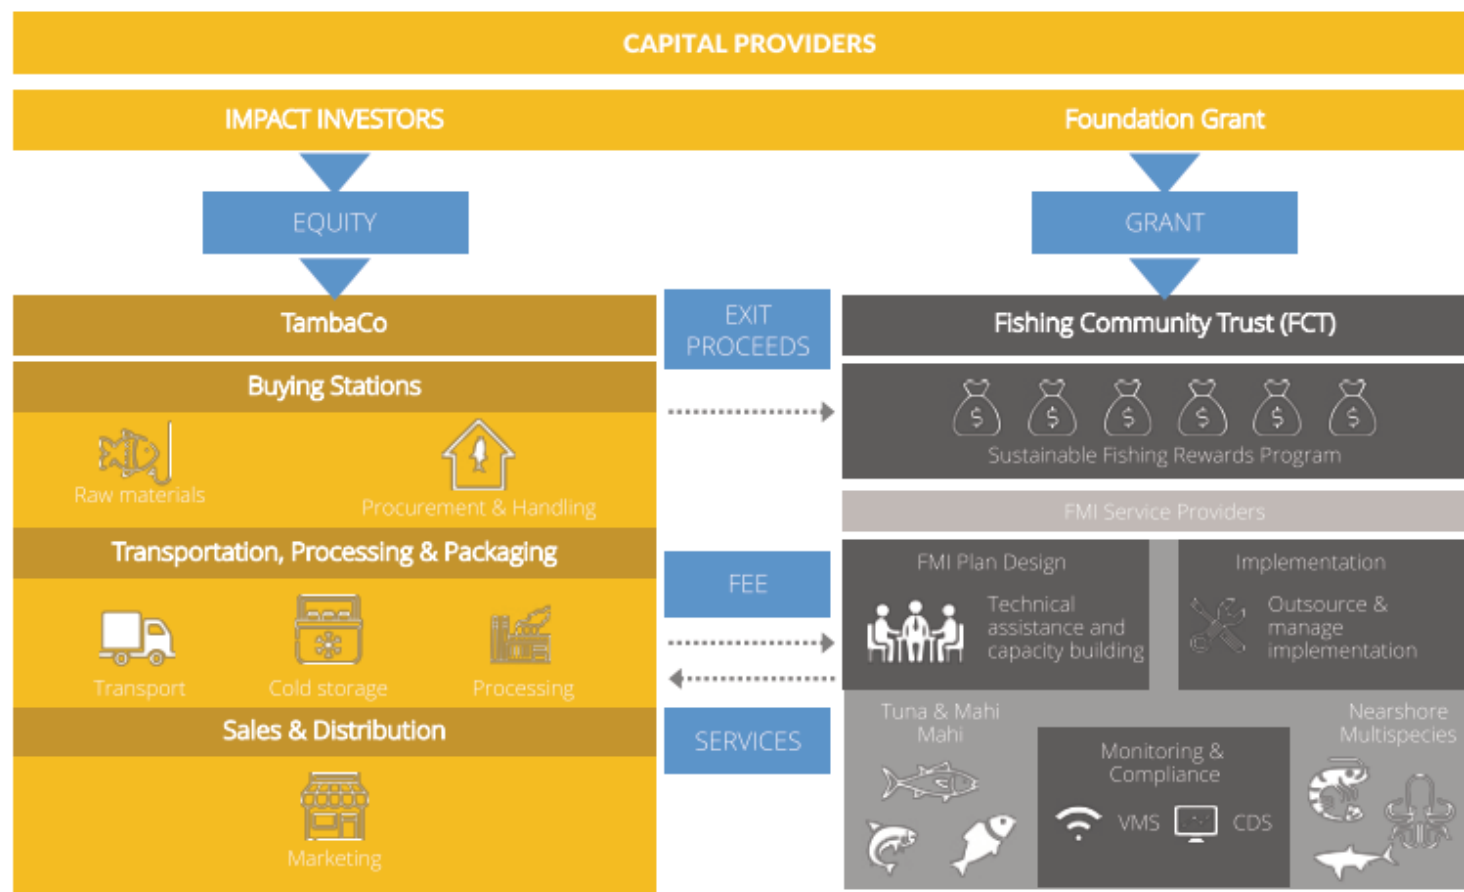 CAPITAL PROVIDERS
IMPACT INVESTORS
Foundation Grant
EQUITY
GRANT
TambaCo
EXIT
PROCEEDS
Fishing Community Trust (FCT)
Buying Stations
Raw materials
Procurement & Handling
$ $ $ $ $ $
Sustainable Fishing Rewards Program
FMI Service Providers
Transportation, Processing & Packaging
Transport
Cold storage
Processing
FEE
FMI Plan Design
Technical
assistance and
capacity building
Implementation
Outsource &
manage
implementation
Sales & Distribution
Marketing
SERVICES
Tuna & Mahi
Mahi
Monitoring &
Compliance
VMS
CDS
Nearshore
Multispecies